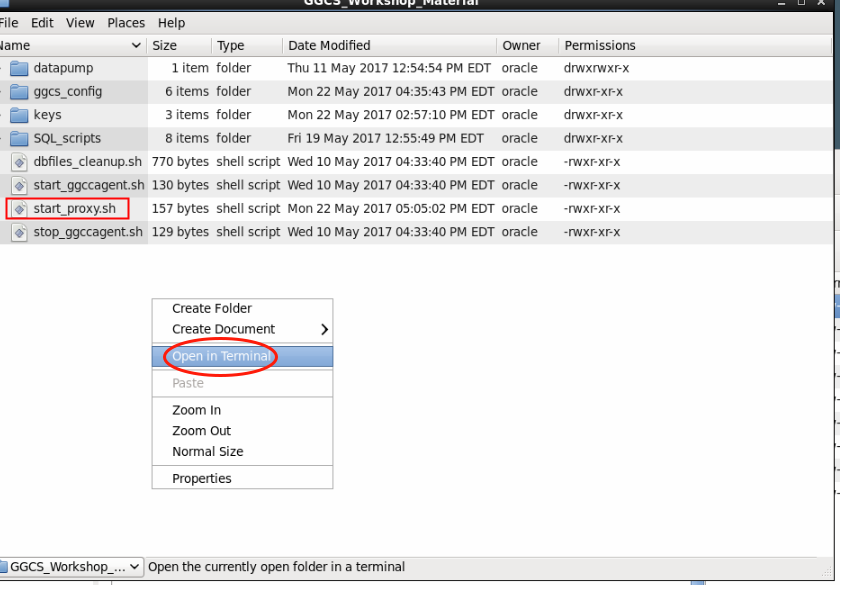 GGCS_Workshop_Material
File Edit View Places Help
Name Size Type Date Modified Owner Permissions
datapump 1 item folder Thu 11 May 2017 12:54:54 PM EDT oracle drwxrwxr-x
ggcs_config 6 items folder Mon 22 May 2017 04:35:43 PM EDT oracle drwxr-xr-x
keys 3 items folder Mon 22 May 2017 02:57:10 PM EDT oracle drwxr-xr-x
SQL_scripts 8 items folder Fri 19 May 2017 12:55:49 PM EDT oracle drwxr-xr-x
dbfiles_cleanup.sh 770 bytes shell script Wed 10 May 2017 04:33:40 PM EDT oracle -rwxr-xr-x
start_ggccagent.sh 130 bytes shell script Wed 10 May 2017 04:33:40 PM EDT oracle -rwxr-xr-x
start_proxy.sh 157 bytes shell script Mon 22 May 2017 05:05:02 PM EDT oracle -rwxr-xr-x
stop_ggccagent.sh 129 bytes shell script Wed 10 May 2017 04:33:40 PM EDT oracle -rwxr-xr-x
Create Folder
Create Document
Open in Terminal
Paste
Zoom In
Zoom Out
Normal Size
Properties
GGCS_Workshop_... Open the currently open folder in a terminal